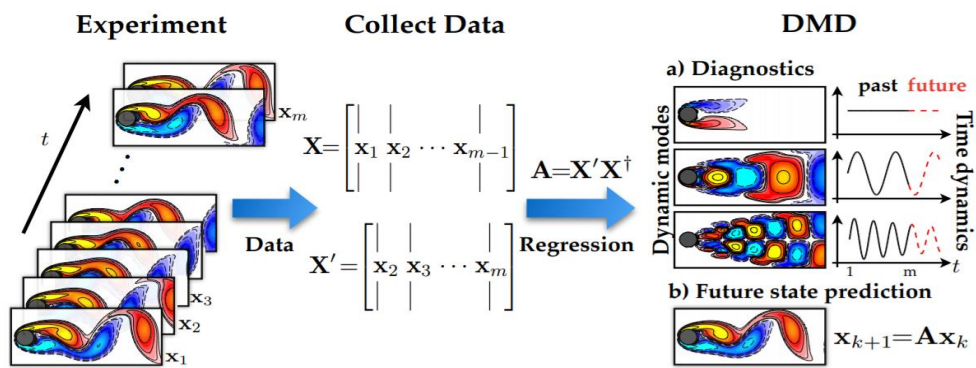 Experiment
t
x_m
x_3
x_2
x_1
Data
Collect Data
X = [x_1 x_2 ⋯ x_{m−1}]
X′ = [x_2 x_3 ⋯ x_m]
A=X′X†
Regression
DMD
a) Diagnostics
Dynamic modes
past future
Time dynamics
1 m t
b) Future state prediction
x_{k+1}=Ax_k